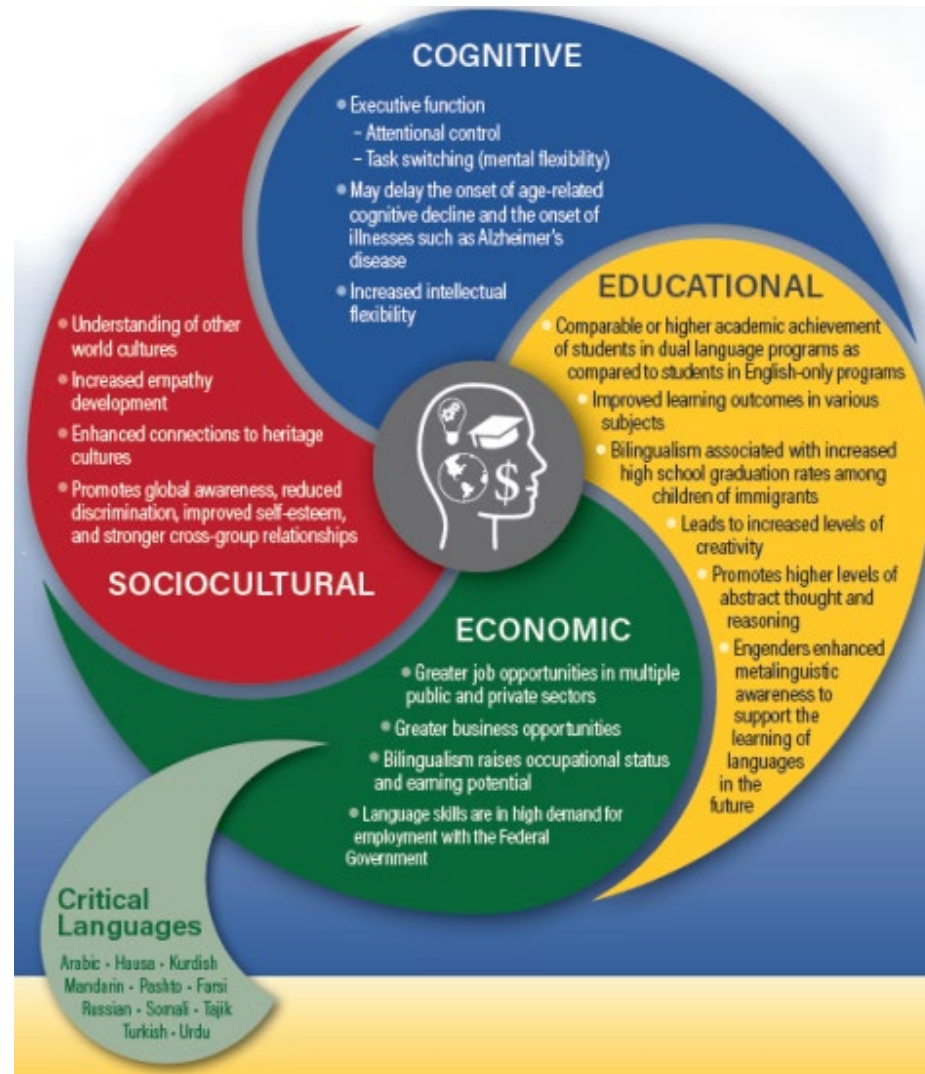 COGNITIVE
• Executive function
– Attentional control
– Task switching (mental flexibility)
• May delay the onset of age-related
cognitive decline and the onset of
illnesses such as Alzheimer's
disease
• Increased intellectual
flexibility
EDUCATIONAL
• Comparable or higher academic achievement
of students in dual language programs as
compared to students in English-only programs
• Improved learning outcomes in various
subjects
• Bilingualism associated with increased
high school graduation rates among
children of immigrants
• Leads to increased levels of
creativity
• Promotes higher levels of
abstract thought and
reasoning
• Engenders enhanced
metalinguistic
awareness to
support the
learning of
languages
in the
future
• Understanding of other
world cultures
• Increased empathy
development
• Enhanced connections to heritage
cultures
• Promotes global awareness, reduced
discrimination, improved self-esteem,
and stronger cross-group relationships
SOCIOCULTURAL
$
ECONOMIC
• Greater job opportunities in multiple
public and private sectors
• Greater business opportunities
• Bilingualism raises occupational status
and earning potential
• Language skills are in high demand for
employment with the Federal
Government
Critical
Languages
Arabic • Hausa • Kurdish
Mandarin • Pashto • Farsi
Russian • Somali • Tajik
Turkish • Urdu